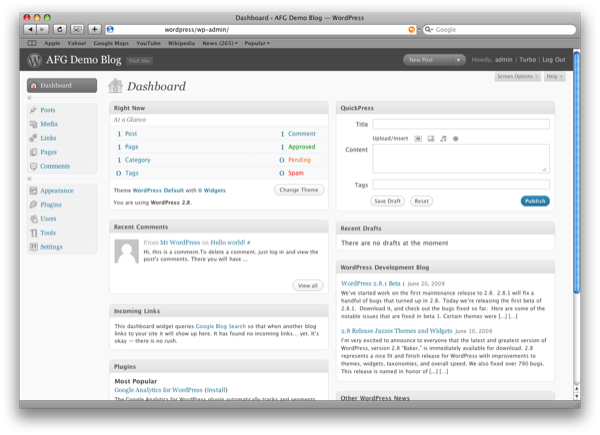 Dashboard ‹ AFG Demo Blog — WordPress
wordpress/wp-admin/
Google
Apple Yahoo! Google Maps YouTube Wikipedia News (265) Popular
AFG Demo Blog
Visit Site
New Post
Howdy, admin | Turbo | Log Out
Screen Options
Help
Dashboard
Posts
Media
Links
Pages
Comments
Appearance
Plugins
Users
Tools
Settings
Dashboard
Right Now
At a Glance
1 Post 1 Comment
1 Page 1 Approved
1 Category 0 Pending
0 Tags 0 Spam
Theme WordPress Default with 0 Widgets
Change Theme
You are using WordPress 2.8.
Recent Comments
From Mr WordPress on Hello world! #
Hi, this is a comment.To delete a comment, just log in and view the
post's comments. There you will have ...
View all
Incoming Links
This dashboard widget queries Google Blog Search so that when another blog
links to your site it will show up here. It has found no incoming links... yet. It's
okay — there is no rush.
Plugins
Most Popular
Google Analytics for WordPress (Install)
The Google Analytics for WordPress plugin automatically tracks and segments
QuickPress
Title
Upload/Insert
Content
Tags
Save Draft
Reset
Publish
Recent Drafts
There are no drafts at the moment
WordPress Development Blog
WordPress 2.8.1 Beta 1 June 20, 2009
We've started work on the first maintenance release to 2.8. 2.8.1 will fix a
handful of bugs that turned up in 2.8. Today we're releasing the first beta of
2.8.1. Download it, and check out the bugs fixed so far. Here are some of the
notable issues that are fixed in beta 1. Certain themes were [...] [...]
2.8 Release Jazzes Themes and Widgets June 10, 2009
I'm very excited to announce to everyone that the latest and greatest version of
WordPress, version 2.8 "Baker," is immediately available for download. 2.8
represents a nice fit and finish release for WordPress with improvements to
themes, widgets, taxonomies, and overall speed. We also fixed over 790 bugs.
This release is named in honor of [...] [...]
Other WordPress News